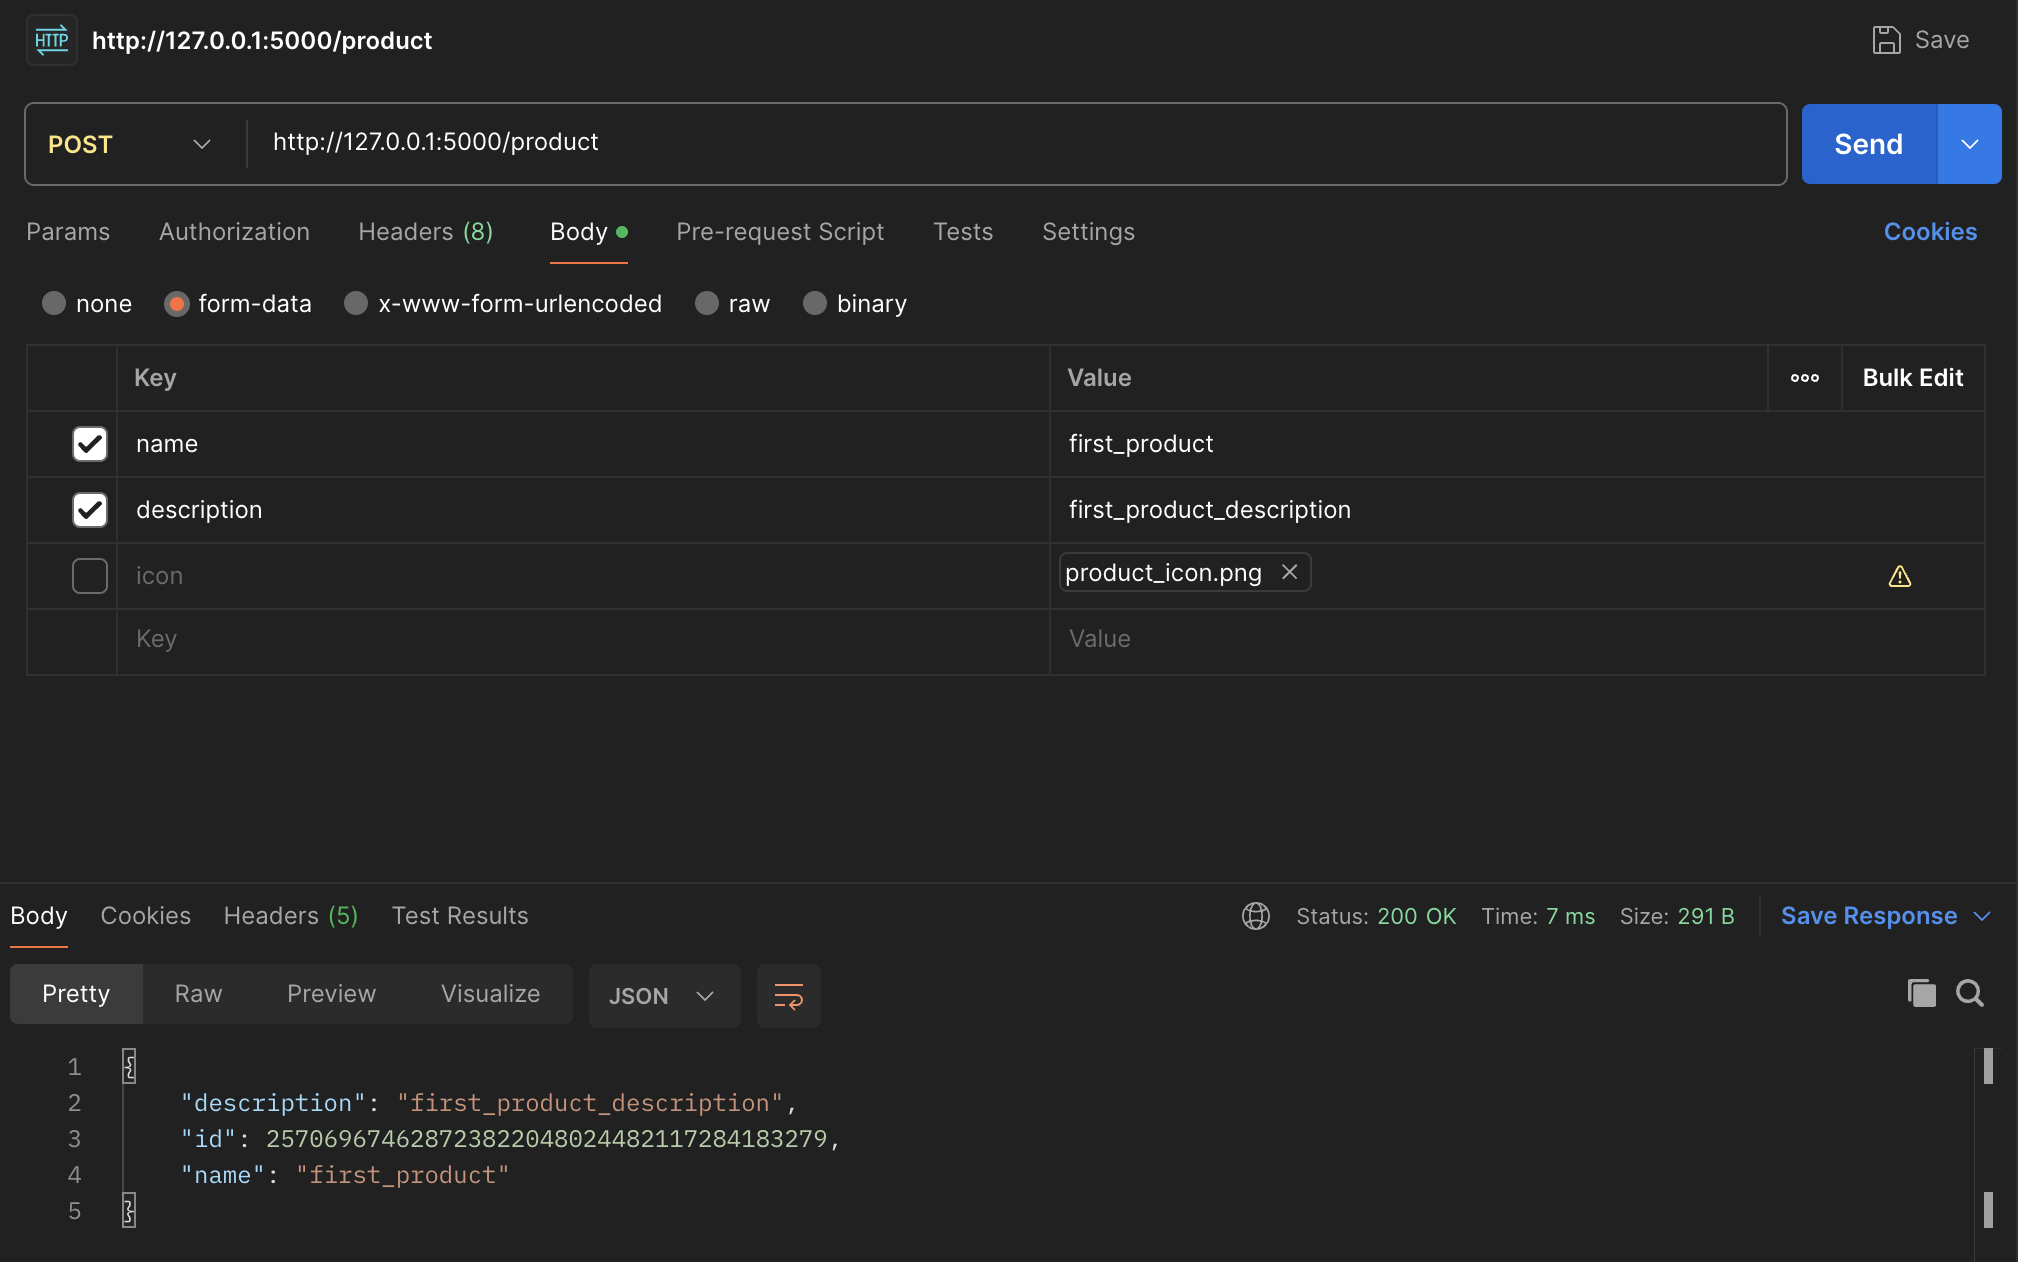 HTTP http://127.0.0.1:5000/product Save
POST http://127.0.0.1:5000/product Send
Params Authorization Headers (8) Body Pre-request Script Tests Settings Cookies
none form-data x-www-form-urlencoded raw binary
Key Value Bulk Edit
name first_product
description first_product_description
icon product_icon.png
Key Value
Body Cookies Headers (5) Test Results Status: 200 OK Time: 7 ms Size: 291 B Save Response
Pretty Raw Preview Visualize JSON
1 {
2 "description": "first_product_description",
3 "id": 257069674628723822048024482117284183279,
4 "name": "first_product"
5 }